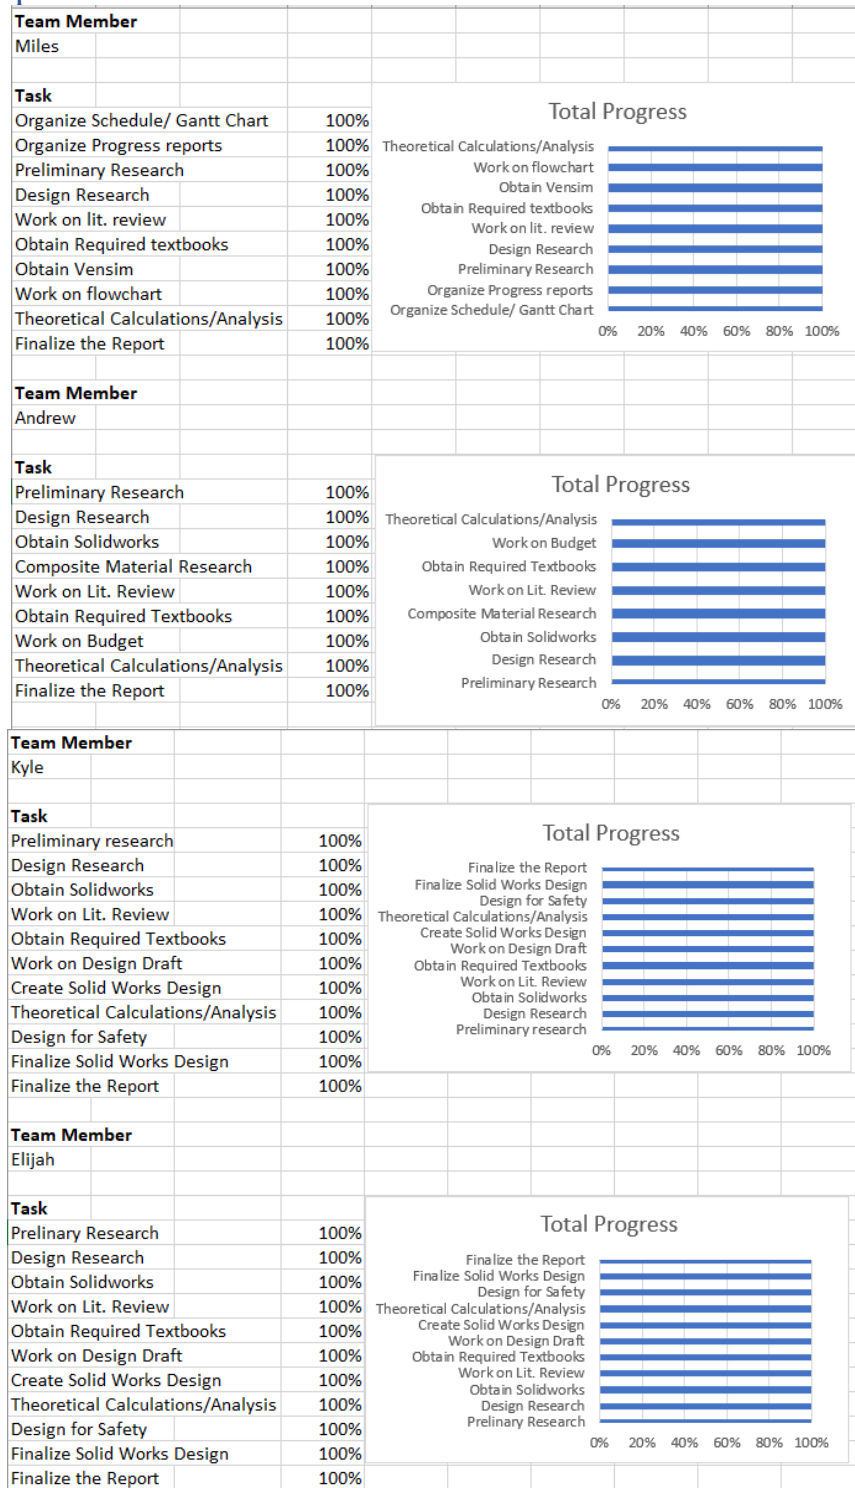 Team Member
Miles
Task
Organize Schedule/ Gantt Chart 100%
Organize Progress reports 100%
Preliminary Research 100%
Design Research 100%
Work on lit. review 100%
Obtain Required textbooks 100%
Obtain Vensim 100%
Work on flowchart 100%
Theoretical Calculations/Analysis 100%
Finalize the Report 100%
Total Progress
Theoretical Calculations/Analysis
Work on flowchart
Obtain Vensim
Obtain Required textbooks
Work on lit. review
Design Research
Preliminary Research
Organize Progress reports
Organize Schedule/ Gantt Chart
0% 20% 40% 60% 80% 100%
Team Member
Andrew
Task
Preliminary Research 100%
Design Research 100%
Obtain Solidworks 100%
Composite Material Research 100%
Work on Lit. Review 100%
Obtain Required Textbooks 100%
Work on Budget 100%
Theoretical Calculations/Analysis 100%
Finalize the Report 100%
Total Progress
Theoretical Calculations/Analysis
Work on Budget
Obtain Required Textbooks
Work on Lit. Review
Composite Material Research
Obtain Solidworks
Design Research
Preliminary Research
0% 20% 40% 60% 80% 100%
Team Member
Kyle
Task
Preliminary research 100%
Design Research 100%
Obtain Solidworks 100%
Work on Lit. Review 100%
Obtain Required Textbooks 100%
Work on Design Draft 100%
Create Solid Works Design 100%
Theoretical Calculations/Analysis 100%
Design for Safety 100%
Finalize Solid Works Design 100%
Finalize the Report 100%
Total Progress
Finalize the Report
Finalize Solid Works Design
Design for Safety
Theoretical Calculations/Analysis
Create Solid Works Design
Work on Design Draft
Obtain Required Textbooks
Work on Lit. Review
Obtain Solidworks
Design Research
Preliminary research
0% 20% 40% 60% 80% 100%
Team Member
Elijah
Task
Prelinary Research 100%
Design Research 100%
Obtain Solidworks 100%
Work on Lit. Review 100%
Obtain Required Textbooks 100%
Work on Design Draft 100%
Create Solid Works Design 100%
Theoretical Calculations/Analysis 100%
Design for Safety 100%
Finalize Solid Works Design 100%
Finalize the Report 100%
Total Progress
Finalize the Report
Finalize Solid Works Design
Design for Safety
Theoretical Calculations/Analysis
Create Solid Works Design
Work on Design Draft
Obtain Required Textbooks
Work on Lit. Review
Obtain Solidworks
Design Research
Prelinary Research
0% 20% 40% 60% 80% 100%